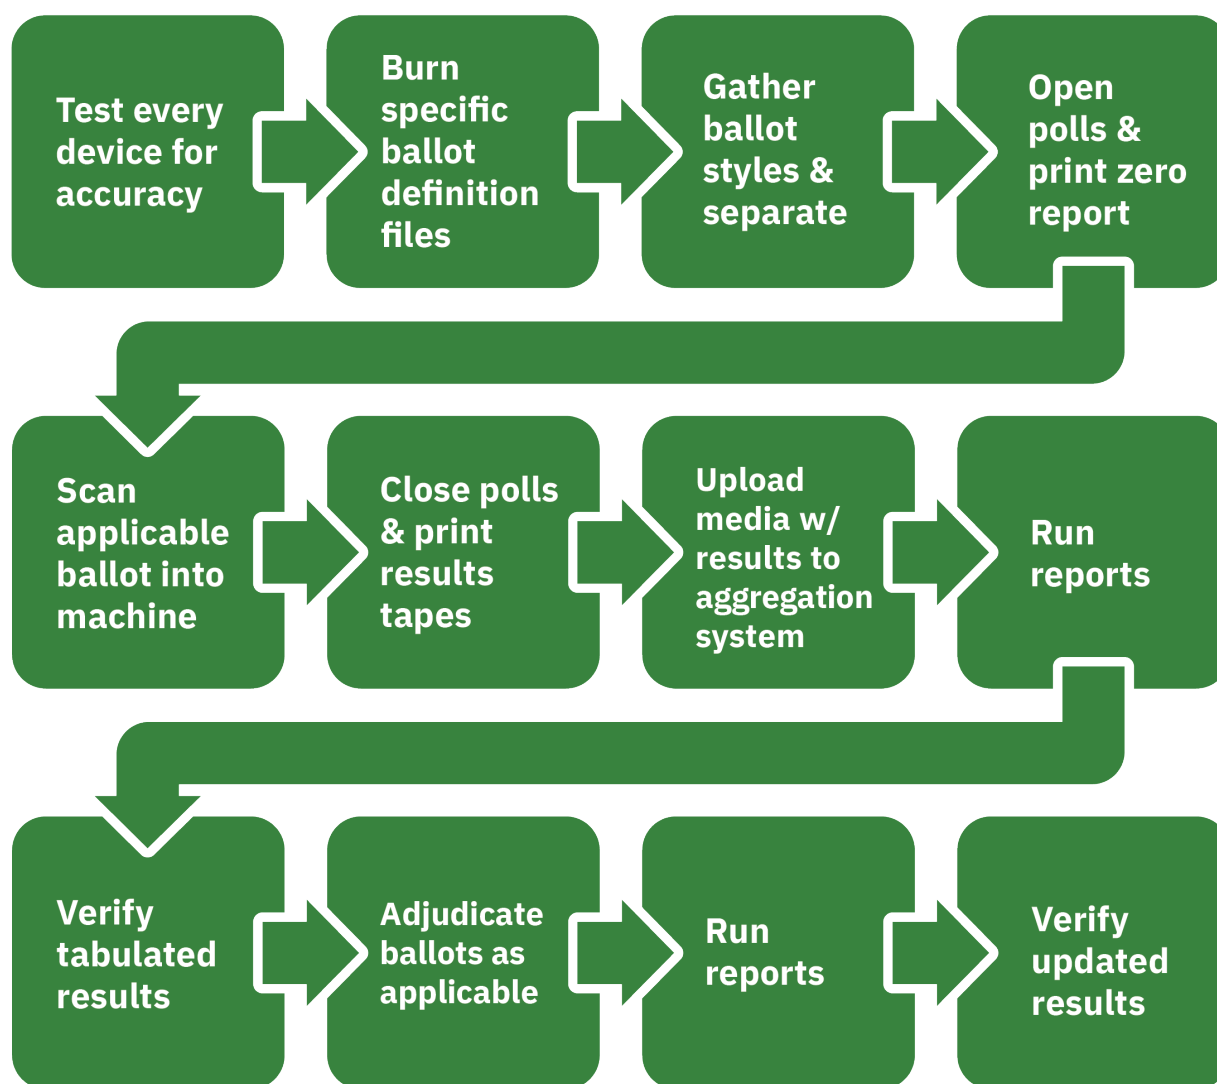 Test every
device for
accuracy
Burn
specific
ballot
definition
files
Gather
ballot
styles &
separate
Open
polls &
print zero
report
Scan
applicable
ballot into
machine
Close polls
& print
results
tapes
Upload
media w/
results to
aggregation
system
Run
reports
Verify
tabulated
results
Adjudicate
ballots as
applicable
Run
reports
Verify
updated
results